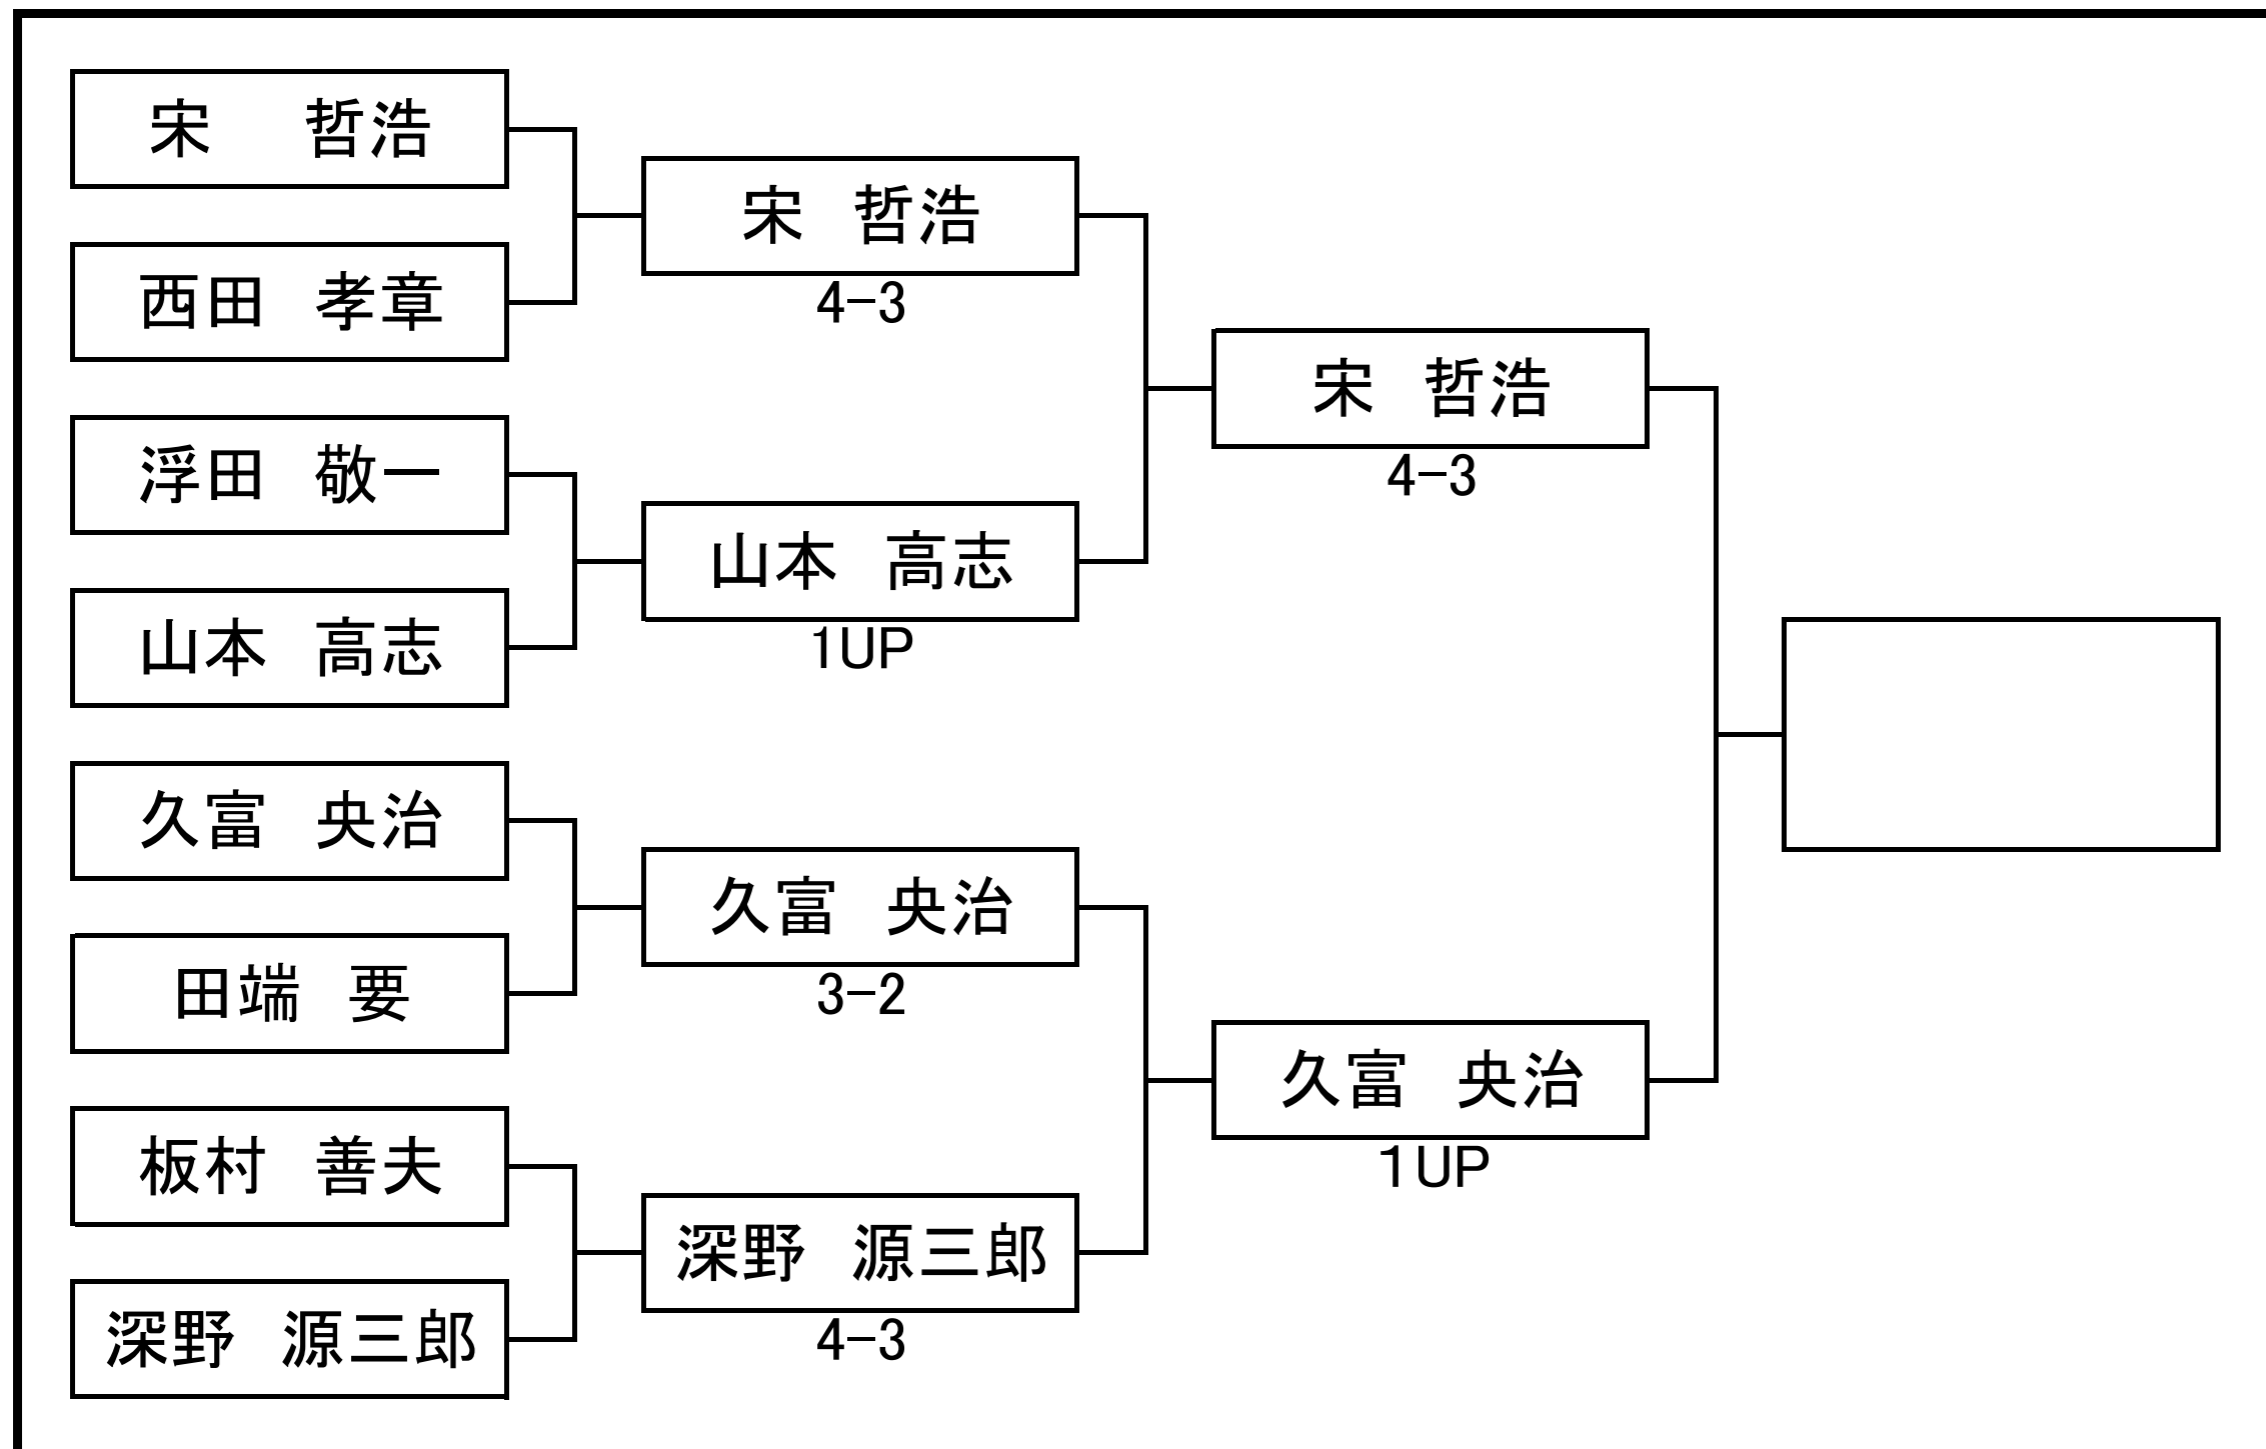 宋　哲浩
西田　孝章
浮田　敬一
山本　高志
久富　央治
田端　要
板村　善夫
深野　源三郎
宋　哲浩
4-3
山本　高志
1UP
久富　央治
3-2
深野　源三郎
4-3
宋　哲浩
4-3
久富　央治
1UP